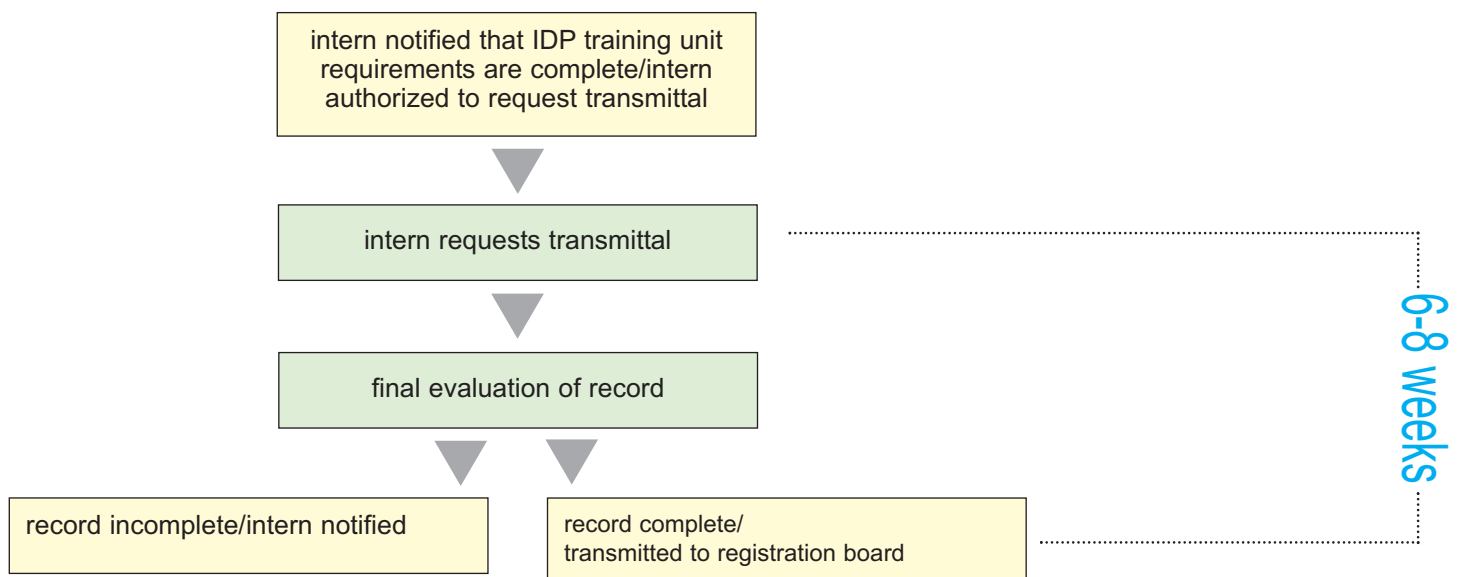 intern notified that IDP training unit
requirements are complete/intern
authorized to request transmittal
intern requests transmittal
final evaluation of record
6-8 weeks
record incomplete/intern notified
record complete/
transmitted to registration board